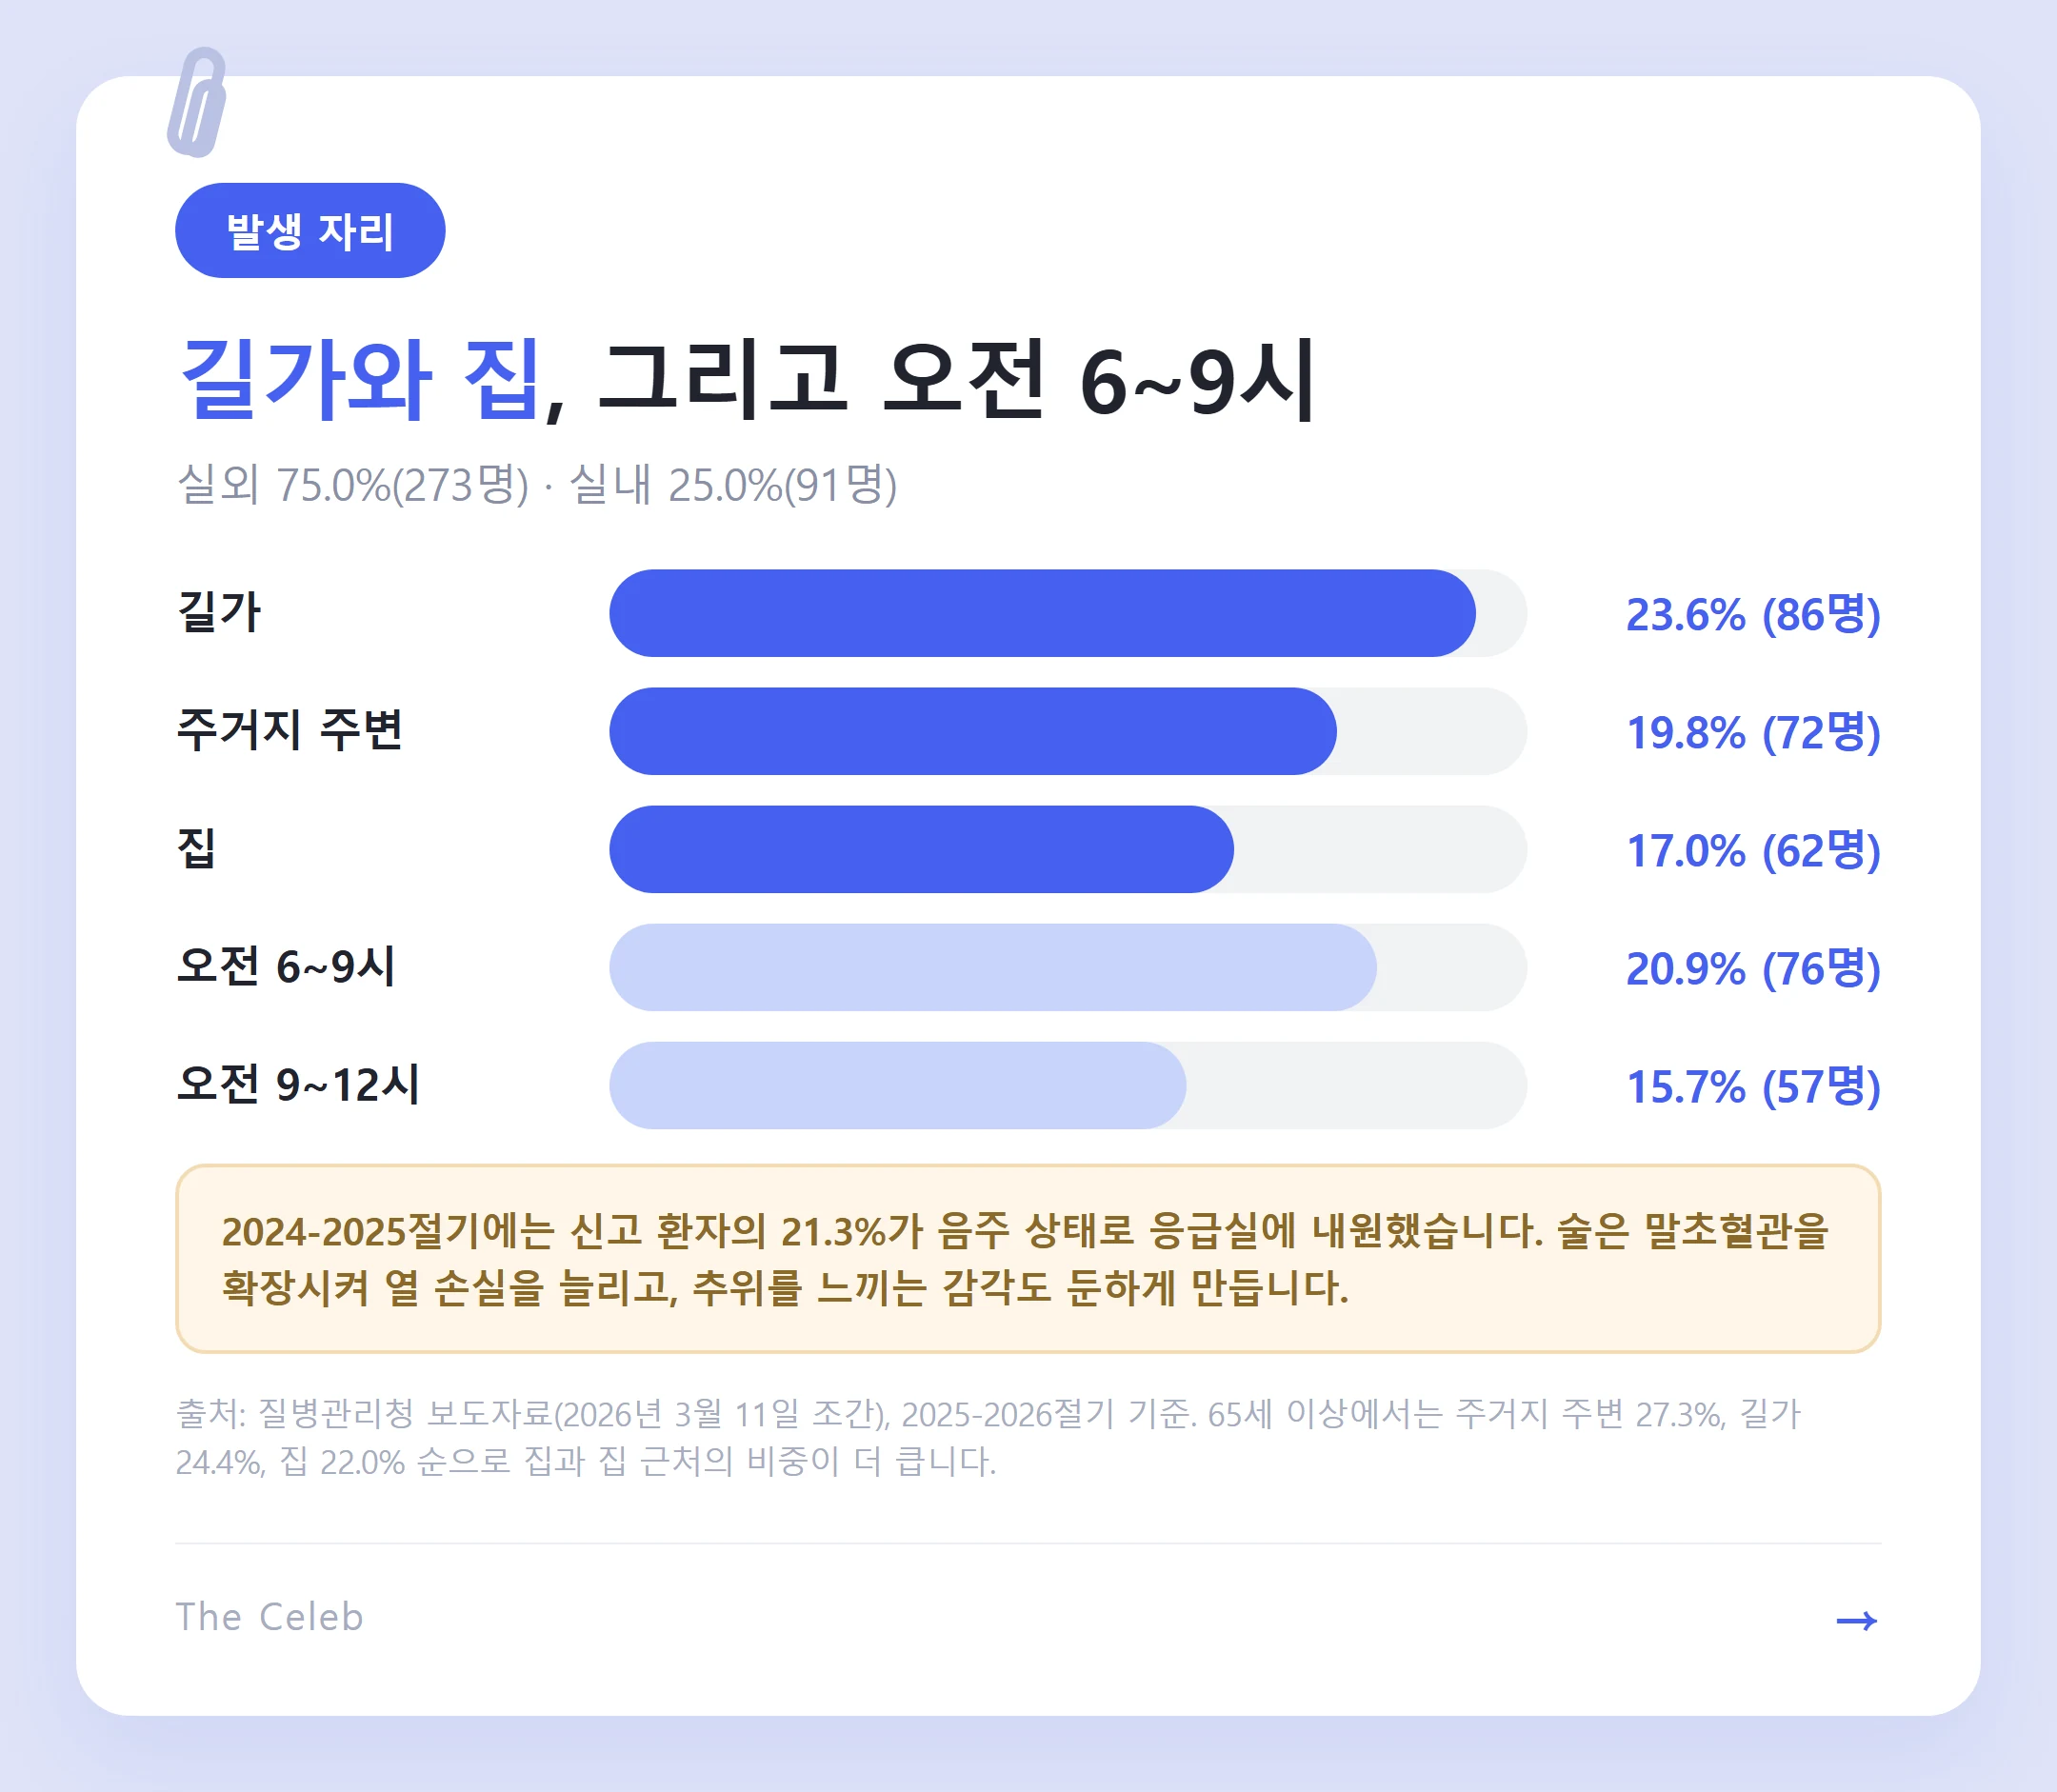 발생 자리
길가와 집, 그리고 오전 6~9시
실외 75.0%(273명) · 실내 25.0%(91명)
길가 23.6% (86명)
주거지 주변 19.8% (72명)
집 17.0% (62명)
오전 6~9시 20.9% (76명)
오전 9~12시 15.7% (57명)
2024-2025절기에는 신고 환자의 21.3%가 음주 상태로 응급실에 내원했습니다. 술은 말초혈관을
확장시켜 열 손실을 늘리고, 추위를 느끼는 감각도 둔하게 만듭니다.
출처: 질병관리청 보도자료(2026년 3월 11일 조간), 2025-2026절기 기준. 65세 이상에서는 주거지 주변 27.3%, 길가
24.4%, 집 22.0% 순으로 집과 집 근처의 비중이 더 큽니다.
The Celeb →